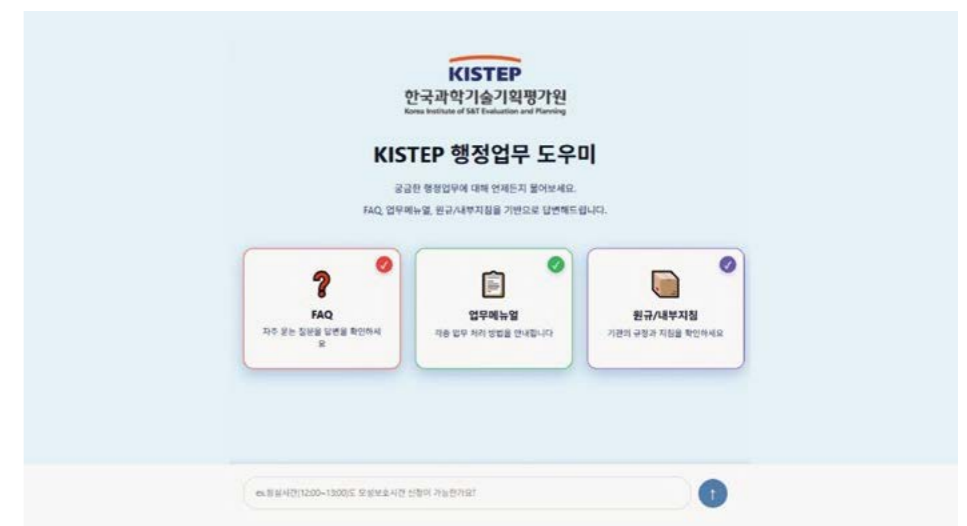 KISTEP
한국과학기술기획평가원
Korea Institute of S&T Evaluation and Planning
KISTEP 행정업무 도우미
궁금한 행정업무에 대해 언제든지 물어보세요.
FAQ, 업무메뉴얼, 원규/내부지침을 기반으로 답변해드립니다.
FAQ
자주 묻는 질문을 답변을 확인하세
요
업무메뉴얼
각종 업무 처리 방법을 안내합니다
원규/내부지침
기관의 규정과 지침을 확인하세요
ex.점심시간(12:00~13:00)도 모성보호시간 신청이 가능한가요?